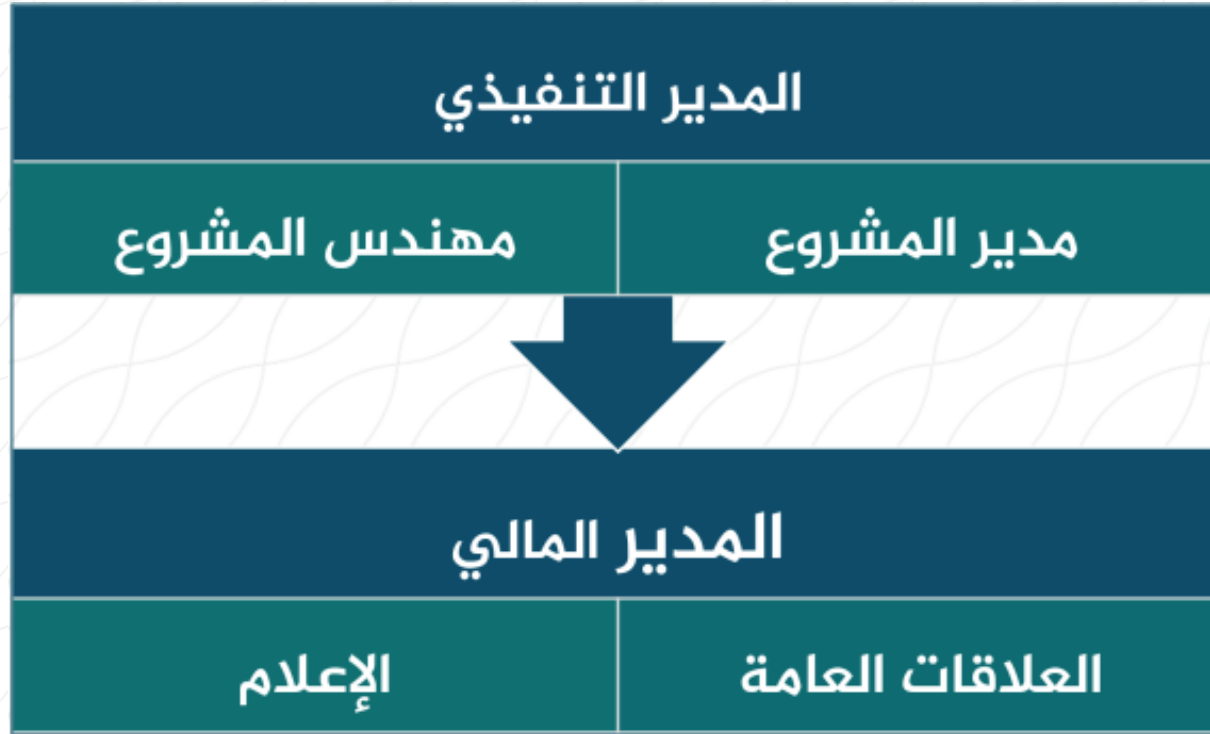 المدير التنفيذي
مدير المشروع
مهندس المشروع
المدير المالي
العلاقات العامة
الإعلام